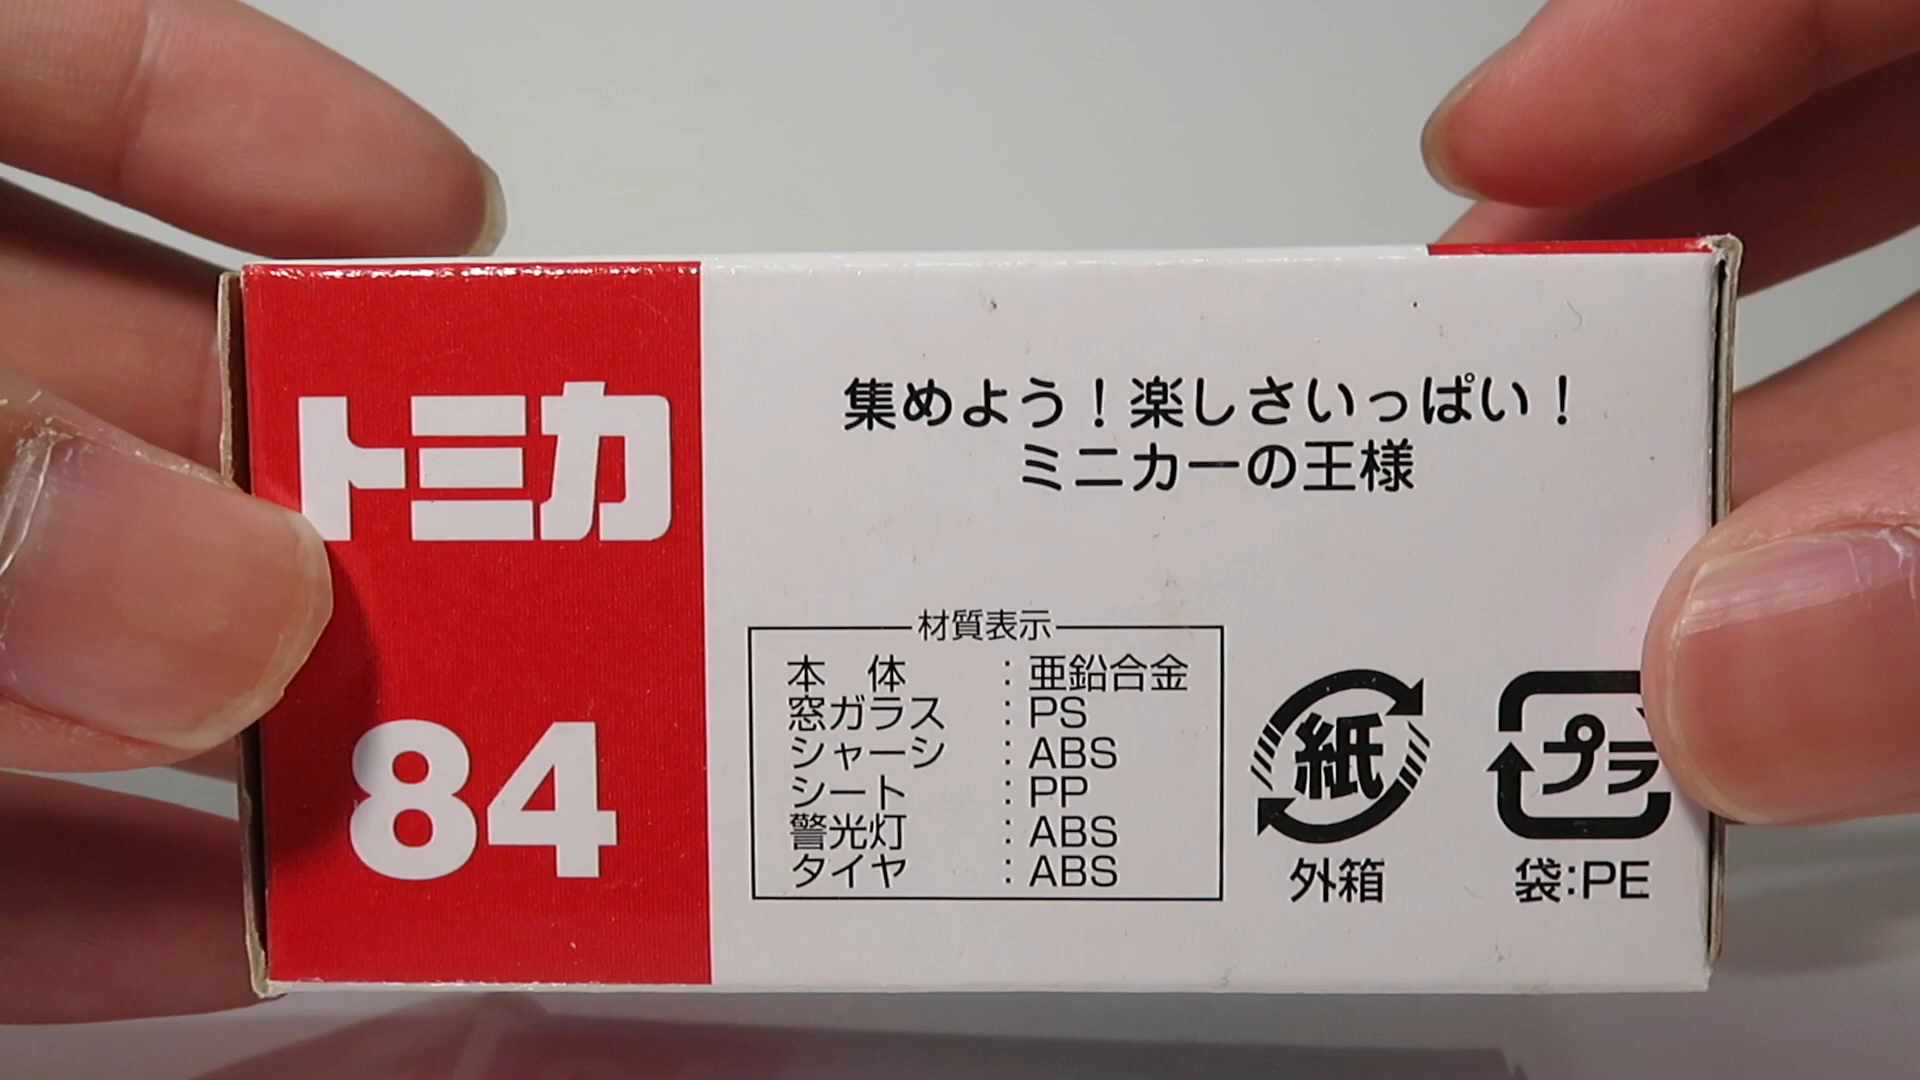 トミカ
84
集めよう！楽しさいっぱい！
ミニカーの王様
材質表示
本　体　：亜鉛合金
窓ガラス　：PS
シャーシ　：ABS
シート　：PP
警光灯　：ABS
タイヤ　：ABS
紙
外箱
プラ
袋：PE